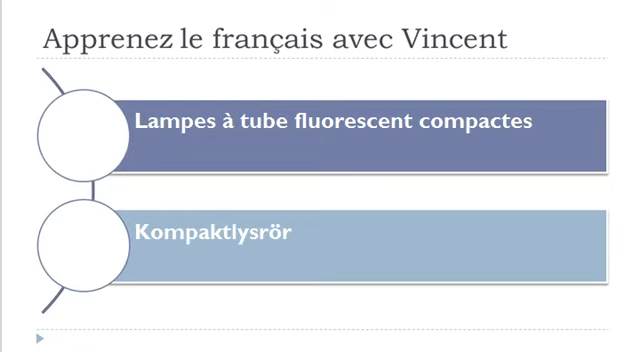 Apprenez le français avec Vincent
Lampes à tube fluorescent compactes
Kompaktlysrör